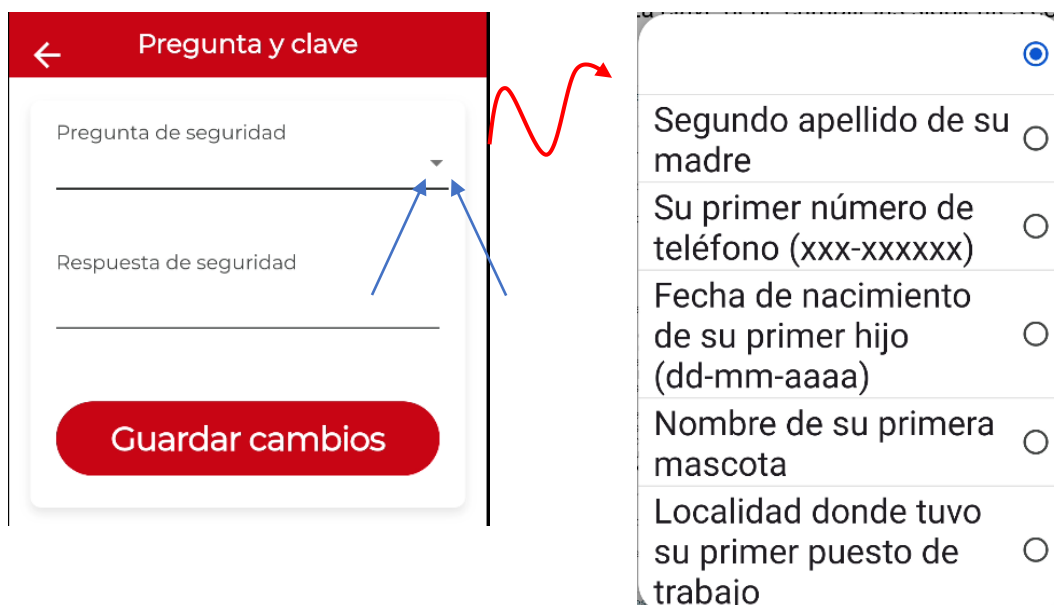 Pregunta y clave
Pregunta de seguridad
Respuesta de seguridad
Guardar cambios
Segundo apellido de su
madre
Su primer número de
teléfono (xxx-xxxxxx)
Fecha de nacimiento
de su primer hijo
(dd-mm-aaaa)
Nombre de su primera
mascota
Localidad donde tuvo
su primer puesto de
trabajo